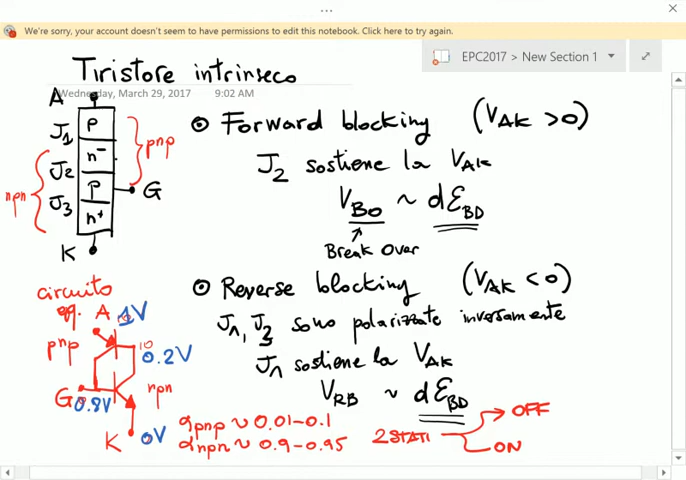 We're sorry, your account doesn't seem to have permissions to edit this notebook. Click here to try again.
EPC2017 > New Section 1
Tiristore intrinseco
Wednesday, March 29, 2017 9:02 AM
A
J1 p
J2 n⁻
J3 p G
n⁺
K
pnp
npn
Forward blocking (VAK >0)
J2 sostiene la VAK
VBO ~ dEBD
Break Over
Reverse blocking (VAK <0)
J1, J3 sono polarizzate inversamente
J1 sostiene la VAK
VRB ~ dEBD
circuito
eq. A 1V
pnp 0.2V
G 0.8V npn
K 0V
αpnp ~ 0.01-0.1
αnpn ~ 0.9-0.95
2 STATI OFF
ON